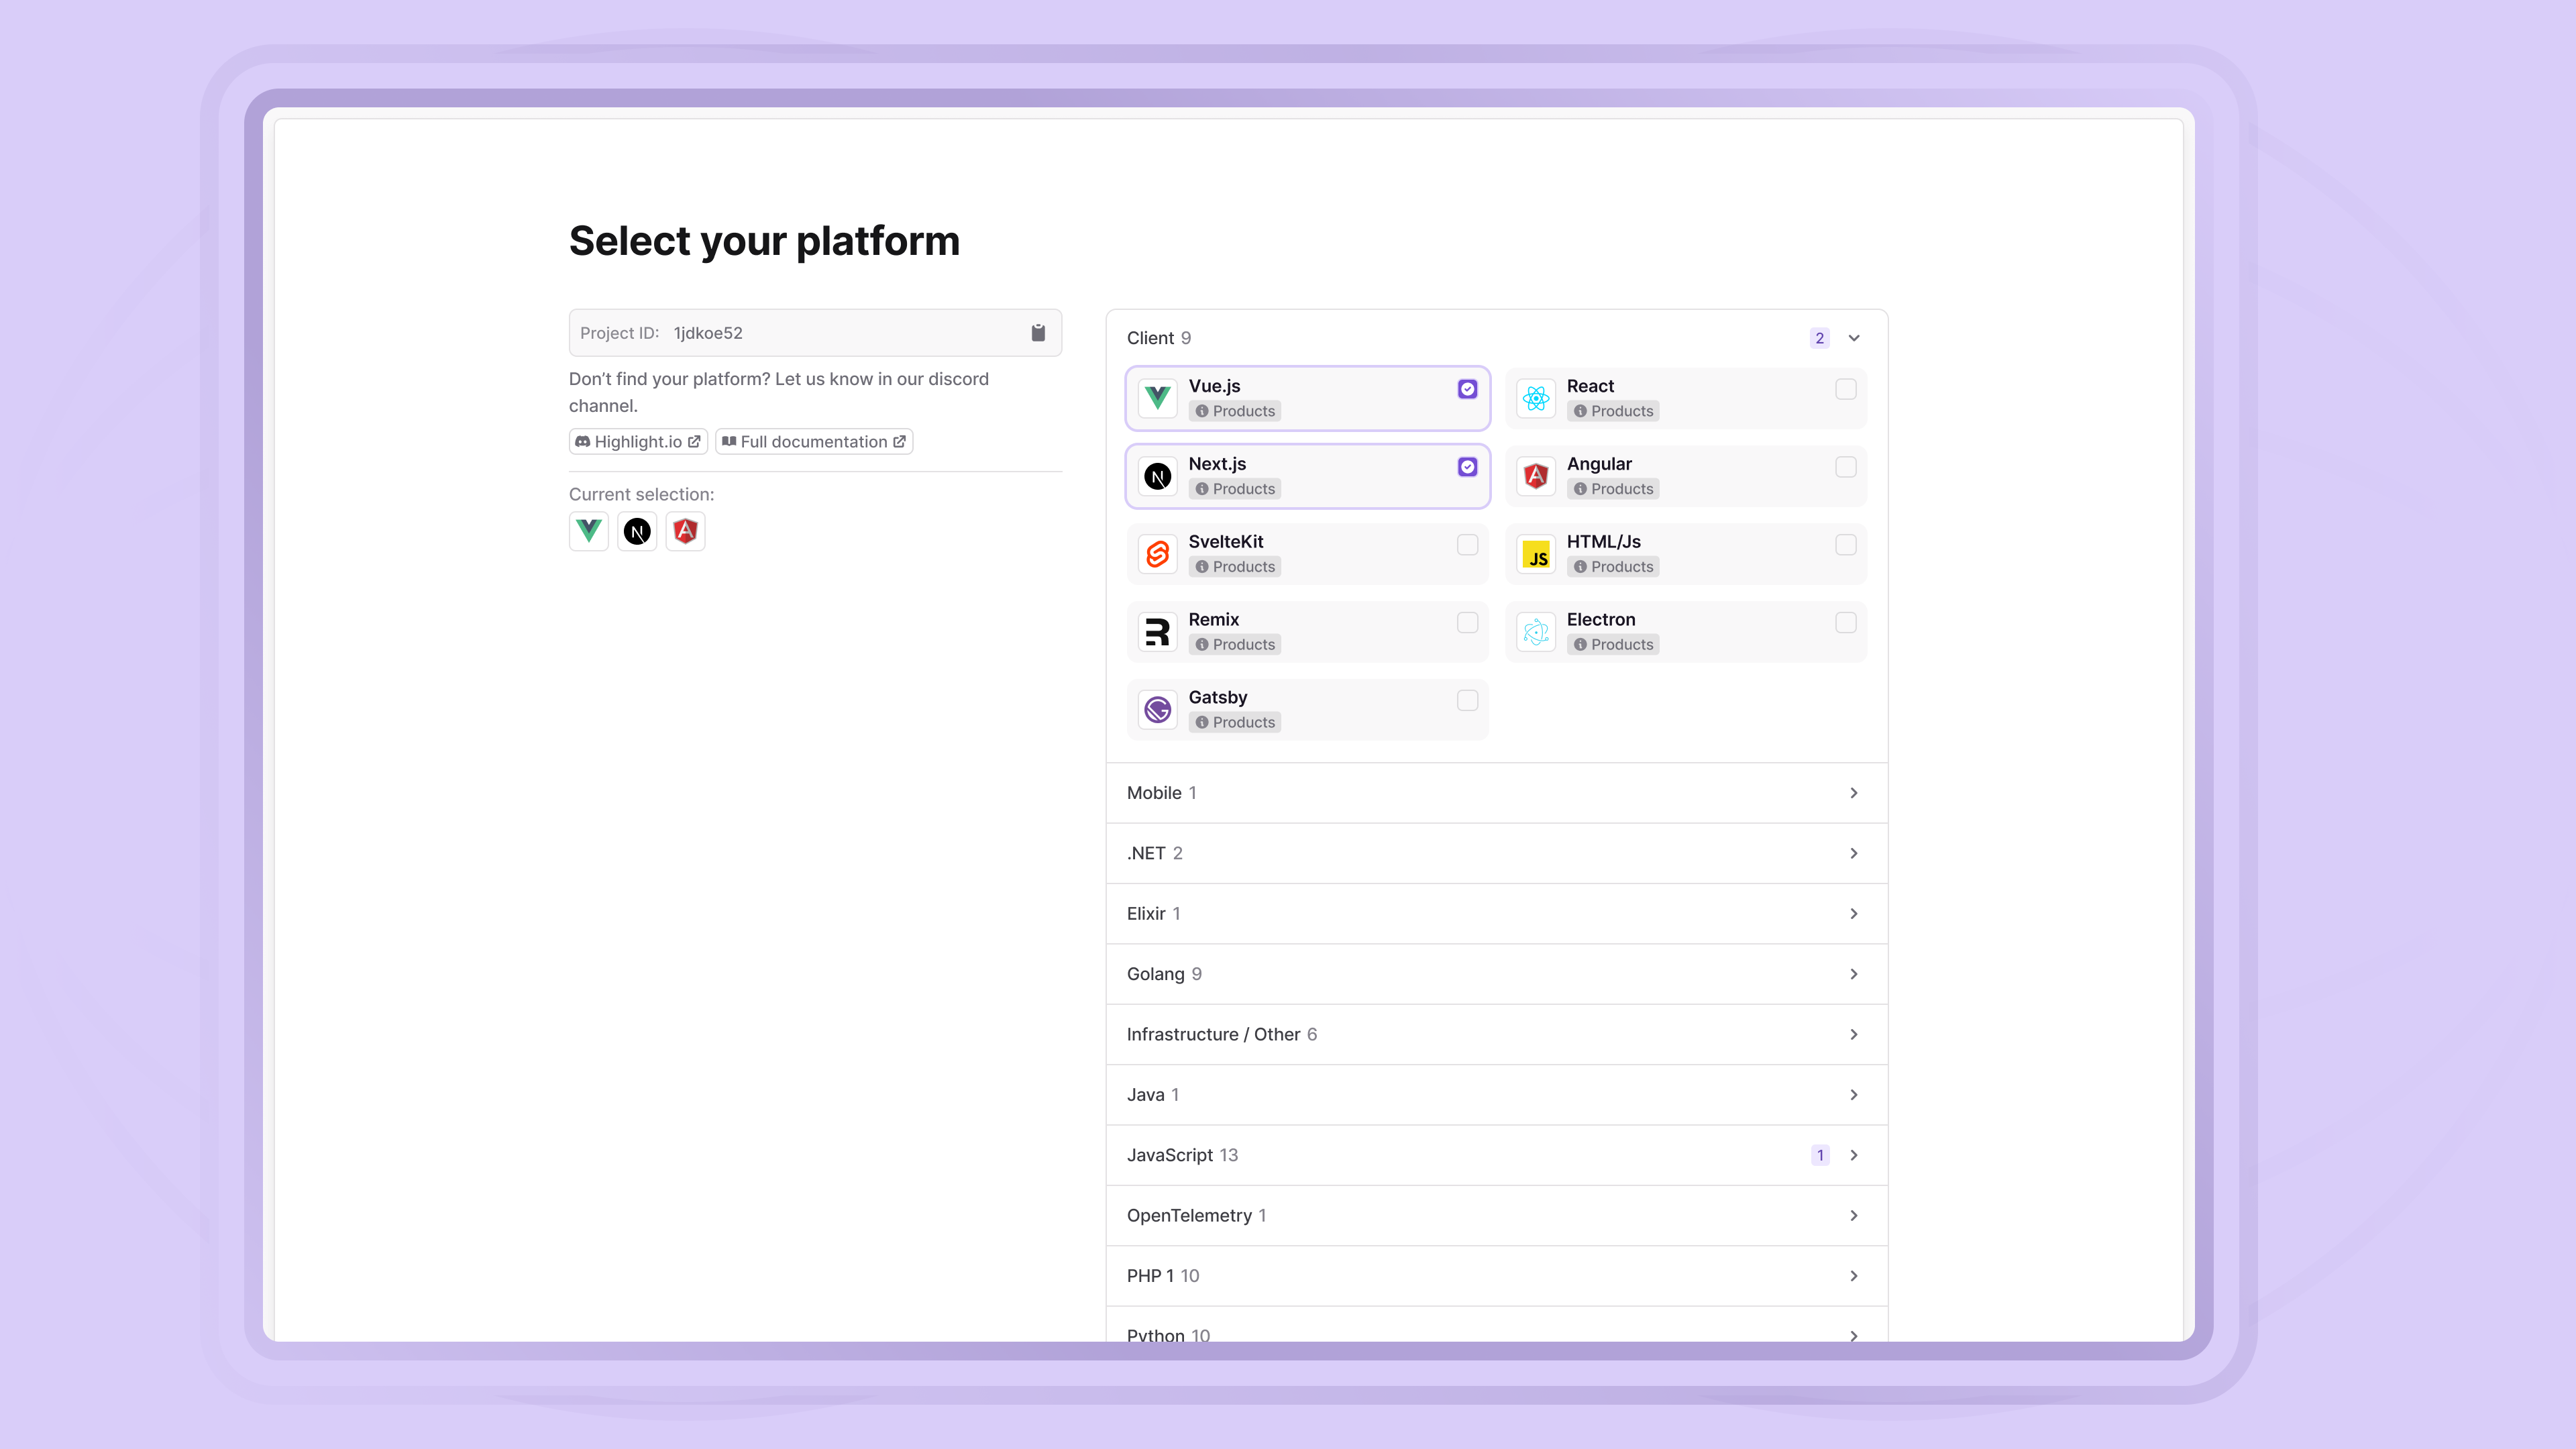 Select your platform
Project ID: 1jdkoe52
Don’t find your platform? Let us know in our discord
channel.
Highlight.io
Full documentation
Current selection:
N
A
Client 9
2
Vue.js
Products
React
Products
N
Next.js
Products
A
Angular
Products
SvelteKit
Products
JS
HTML/Js
Products
R
Remix
Products
Electron
Products
G
Gatsby
Products
Mobile 1
.NET 2
Elixir 1
Golang 9
Infrastructure / Other 6
Java 1
JavaScript 13
1
OpenTelemetry 1
PHP 1 10
Python 10